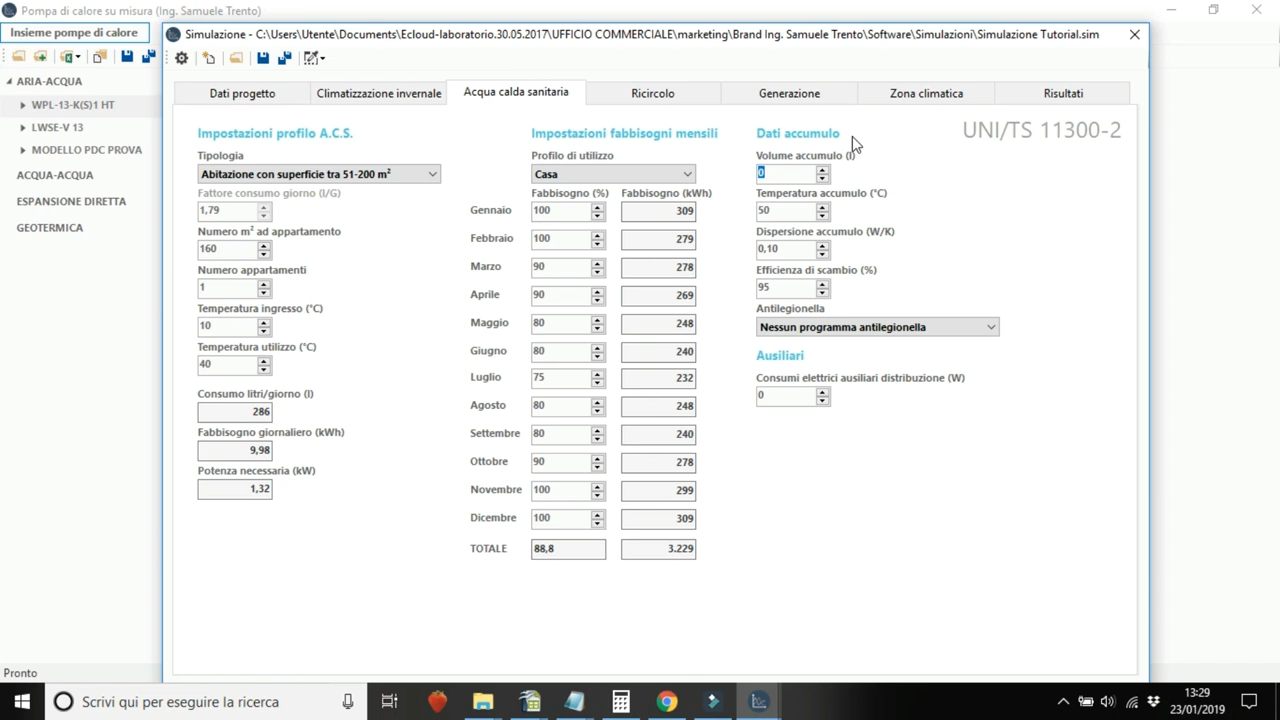 Pompa di calore su misura (Ing. Samuele Trento)
Insieme pompe di calore
ARIA-ACQUA
WPL-13-K(S)1 HT
LWSE-V 13
MODELLO PDC PROVA
ACQUA-ACQUA
ESPANSIONE DIRETTA
GEOTERMICA
Simulazione - C:\Users\Utente\Documents\Ecloud-laboratorio.30.05.2017\UFFICIO COMMERCIALE\marketing\Brand Ing. Samuele Trento\Software\Simulazioni\Simulazione Tutorial.sim
Dati progetto
Climatizzazione invernale
Acqua calda sanitaria
Ricircolo
Generazione
Zona climatica
Risultati
UNI/TS 11300-2
Impostazioni profilo A.C.S.
Tipologia
Abitazione con superficie tra 51-200 m²
Fattore consumo giorno (l/G)
1,79
Numero m² ad appartamento
160
Numero appartamenti
1
Temperatura ingresso (°C)
10
Temperatura utilizzo (°C)
40
Consumo litri/giorno (l)
286
Fabbisogno giornaliero (kWh)
9,98
Potenza necessaria (kW)
1,32
Impostazioni fabbisogni mensili
Profilo di utilizzo
Casa
Fabbisogno (%) Fabbisogno (kWh)
Gennaio 100 309
Febbraio 100 279
Marzo 90 278
Aprile 90 269
Maggio 80 248
Giugno 80 240
Luglio 75 232
Agosto 80 248
Settembre 80 240
Ottobre 90 278
Novembre 100 299
Dicembre 100 309
TOTALE 88,8 3.229
Dati accumulo
Volume accumulo (l)
0
Temperatura accumulo (°C)
50
Dispersione accumulo (W/K)
0,10
Efficienza di scambio (%)
95
Antilegionella
Nessun programma antilegionella
Ausiliari
Consumi elettrici ausiliari distribuzione (W)
0
Pronto
Scrivi qui per eseguire la ricerca
13:29
23/01/2019